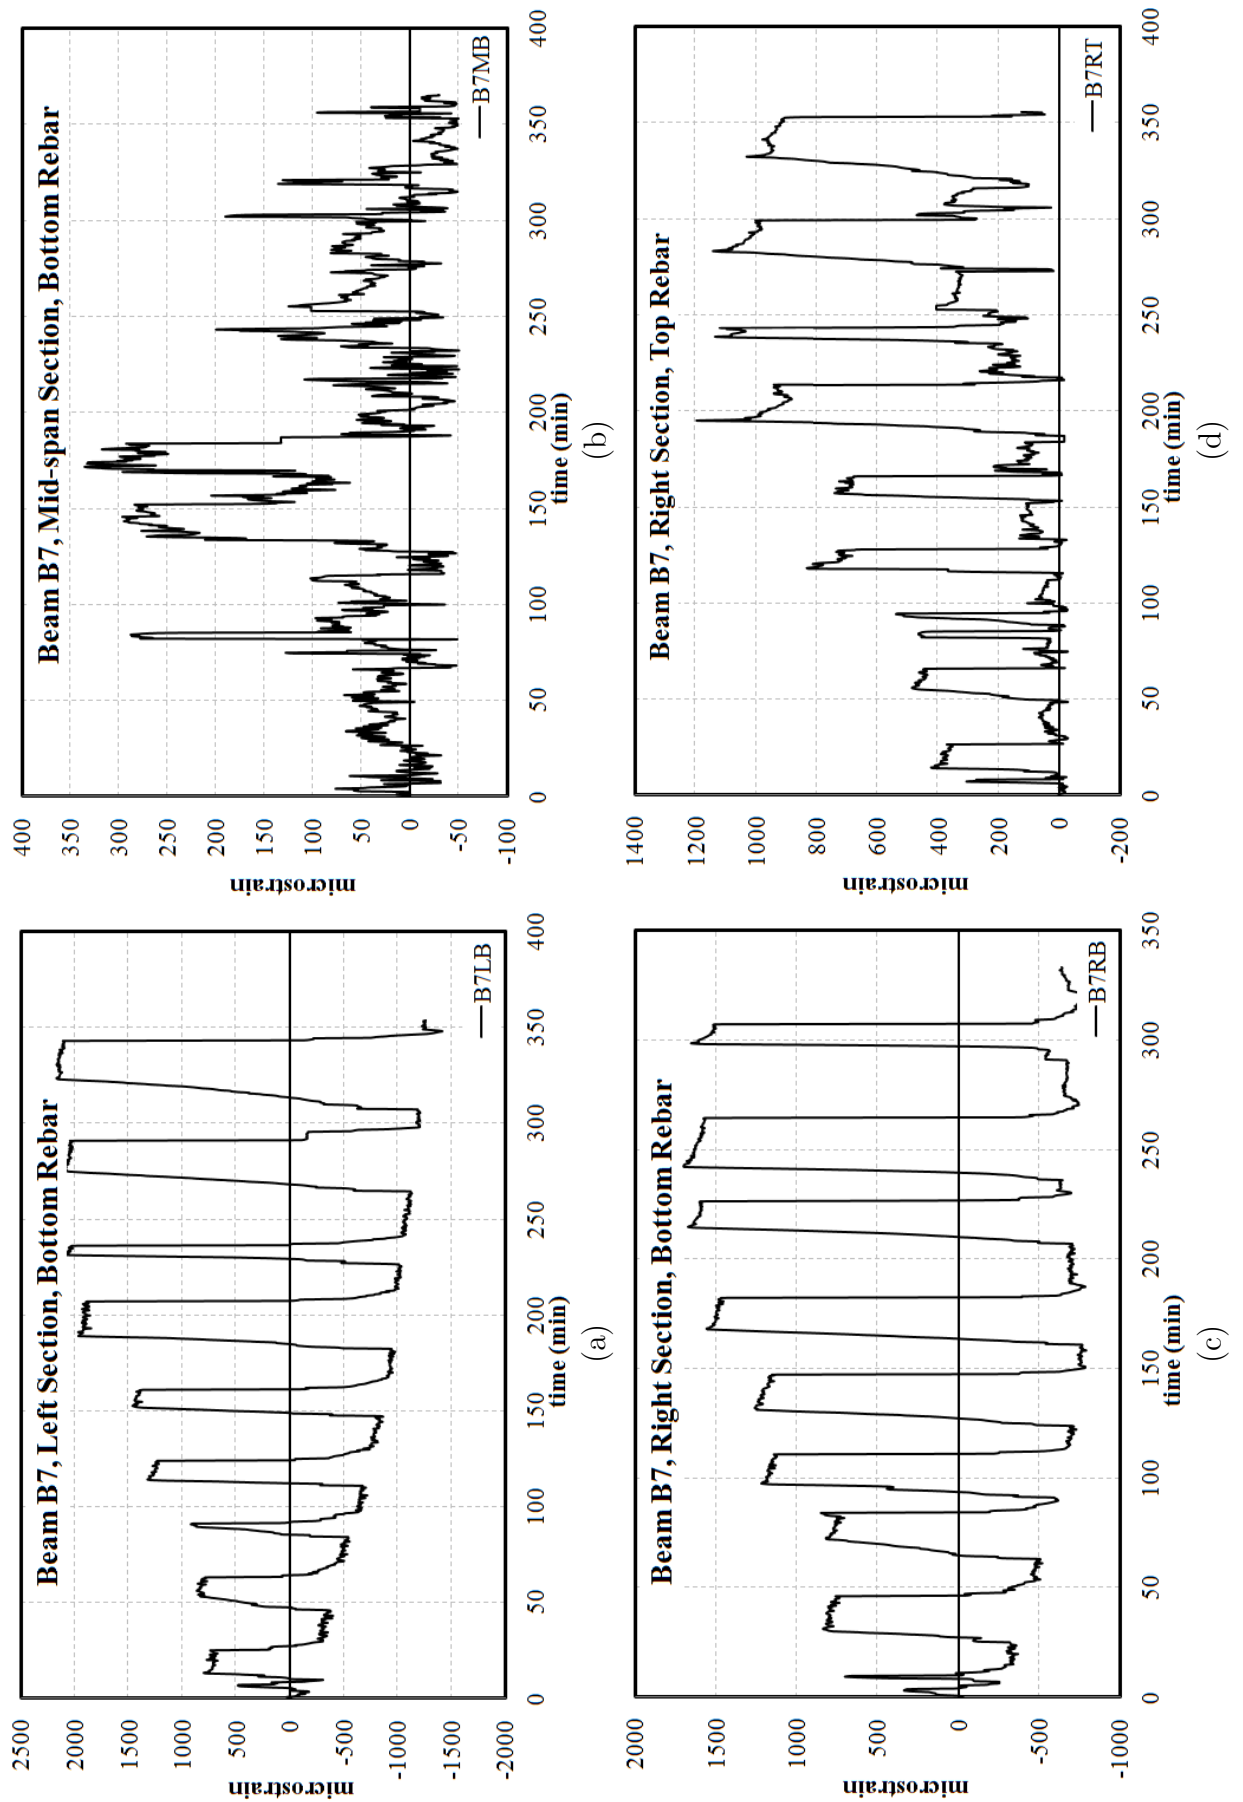 Beam B7, Left Section, Bottom Rebar
2500
2000
1500
1000
500
0
-500
-1000
-1500
-2000
microstrain
0 50 100 150 200 250 300 350 400
time (min)
B7LB
(a)
Beam B7, Mid-span Section, Bottom Rebar
400
350
300
250
200
150
100
50
0
-50
-100
microstrain
0 50 100 150 200 250 300 350 400
time (min)
B7MB
(b)
Beam B7, Right Section, Bottom Rebar
2000
1500
1000
500
0
-500
-1000
microstrain
0 50 100 150 200 250 300 350
time (min)
B7RB
(c)
Beam B7, Right Section, Top Rebar
1400
1200
1000
800
600
400
200
0
-200
microstrain
0 50 100 150 200 250 300 350 400
time (min)
B7RT
(d)